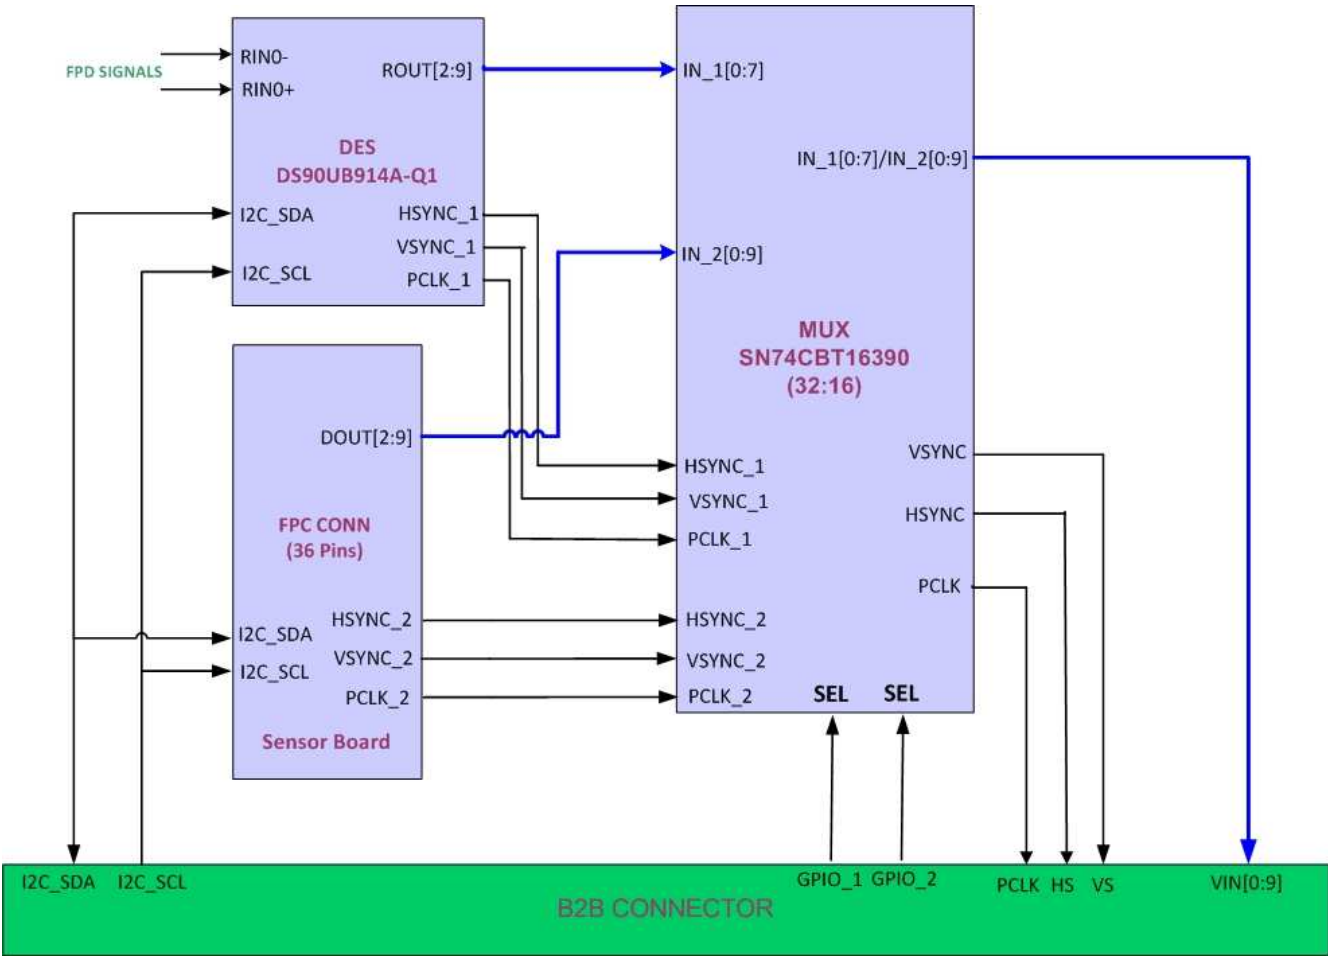 FPD SIGNALS
RIN0-
RIN0+
ROUT[2:9]
DES
DS90UB914A-Q1
I2C_SDA
I2C_SCL
HSYNC_1
VSYNC_1
PCLK_1
DOUT[2:9]
FPC CONN
(36 Pins)
HSYNC_2
I2C_SDA
VSYNC_2
I2C_SCL
PCLK_2
Sensor Board
IN_1[0:7]
IN_1[0:7]/IN_2[0:9]
IN_2[0:9]
MUX
SN74CBT16390
(32:16)
VSYNC
HSYNC_1
VSYNC_1
HSYNC
PCLK_1
PCLK
HSYNC_2
VSYNC_2
PCLK_2
SEL SEL
I2C_SDA I2C_SCL GPIO_1 GPIO_2 PCLK HS VS VIN[0:9]
B2B CONNECTOR